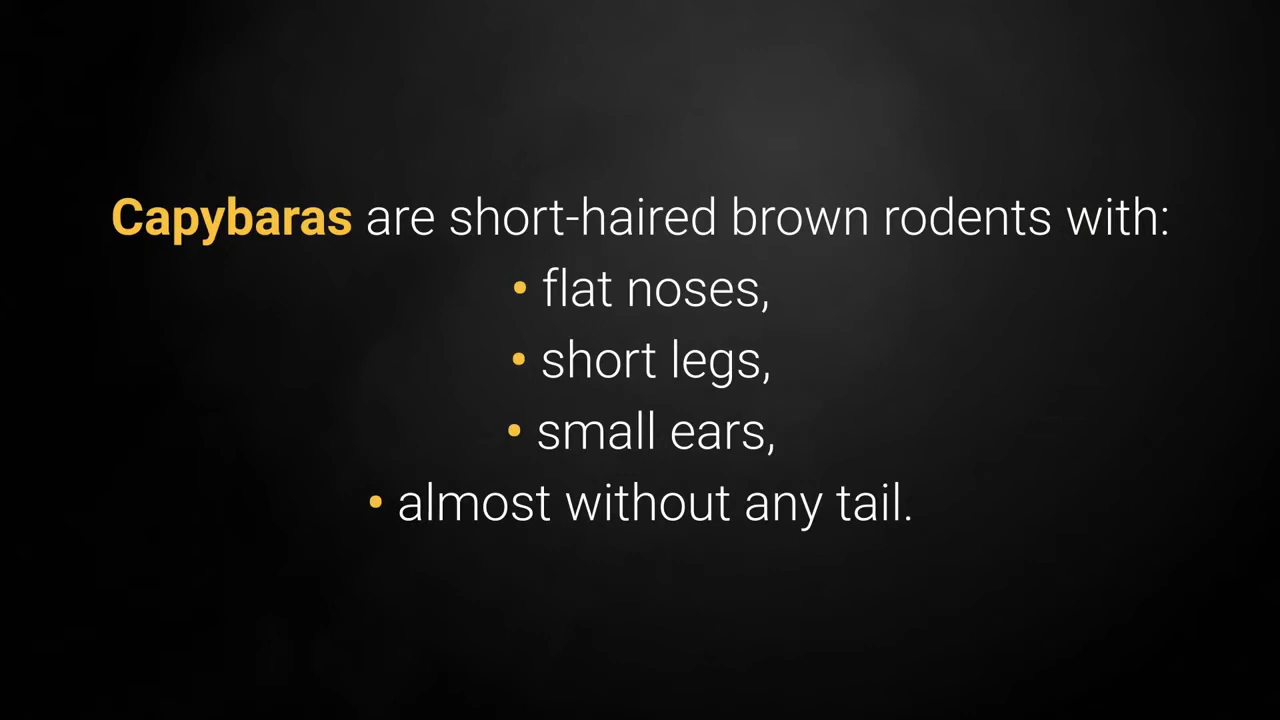 Capybaras are short-haired brown rodents with:
• flat noses,
• short legs,
• small ears,
• almost without any tail.